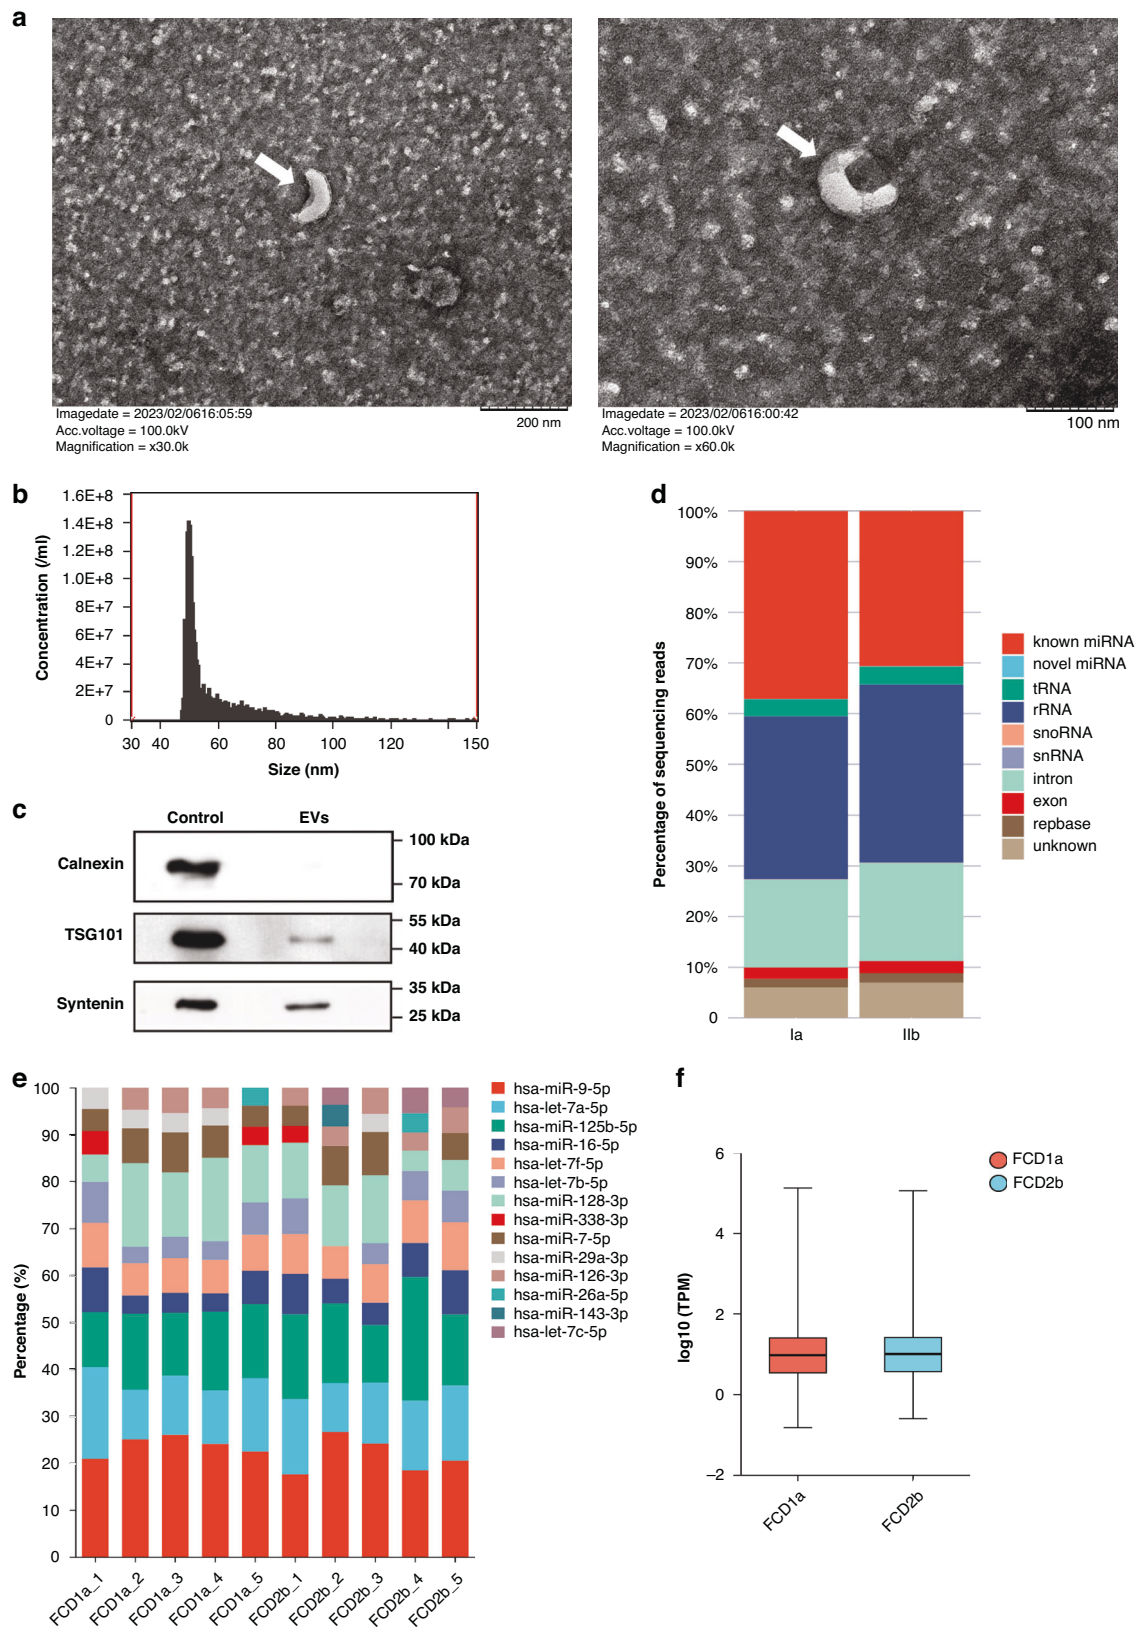 a
Imagedate = 2023/02/0616:05:59
Acc.voltage = 100.0kV
Magnification = x30.0k
200 nm
Imagedate = 2023/02/0616:00:42
Acc.voltage = 100.0kV
Magnification = x60.0k
100 nm
b
Concentration (/ml)
1.6E+8
1.4E+8
1.2E+8
1.0E+8
8E+7
6E+7
4E+7
2E+7
0
30 40 60 80 100 120 150
Size (nm)
c
Control EVs
Calnexin
100 kDa
70 kDa
TSG101
55 kDa
40 kDa
Syntenin
35 kDa
25 kDa
d
Percentage of sequencing reads
100%
90%
80%
70%
60%
50%
40%
30%
20%
10%
0
Ia IIb
known miRNA
novel miRNA
tRNA
rRNA
snoRNA
snRNA
intron
exon
repbase
unknown
e
Percentage (%)
100
90
80
70
60
50
40
30
20
10
0
FCD1a_1
FCD1a_2
FCD1a_3
FCD1a_4
FCD1a_5
FCD2b_1
FCD2b_2
FCD2b_3
FCD2b_4
FCD2b_5
hsa-miR-9-5p
hsa-let-7a-5p
hsa-miR-125b-5p
hsa-miR-16-5p
hsa-let-7f-5p
hsa-let-7b-5p
hsa-miR-128-3p
hsa-miR-338-3p
hsa-miR-7-5p
hsa-miR-29a-3p
hsa-miR-126-3p
hsa-miR-26a-5p
hsa-miR-143-3p
hsa-let-7c-5p
f
log10 (TPM)
6
4
2
0
−2
FCD1a
FCD2b
FCD1a
FCD2b